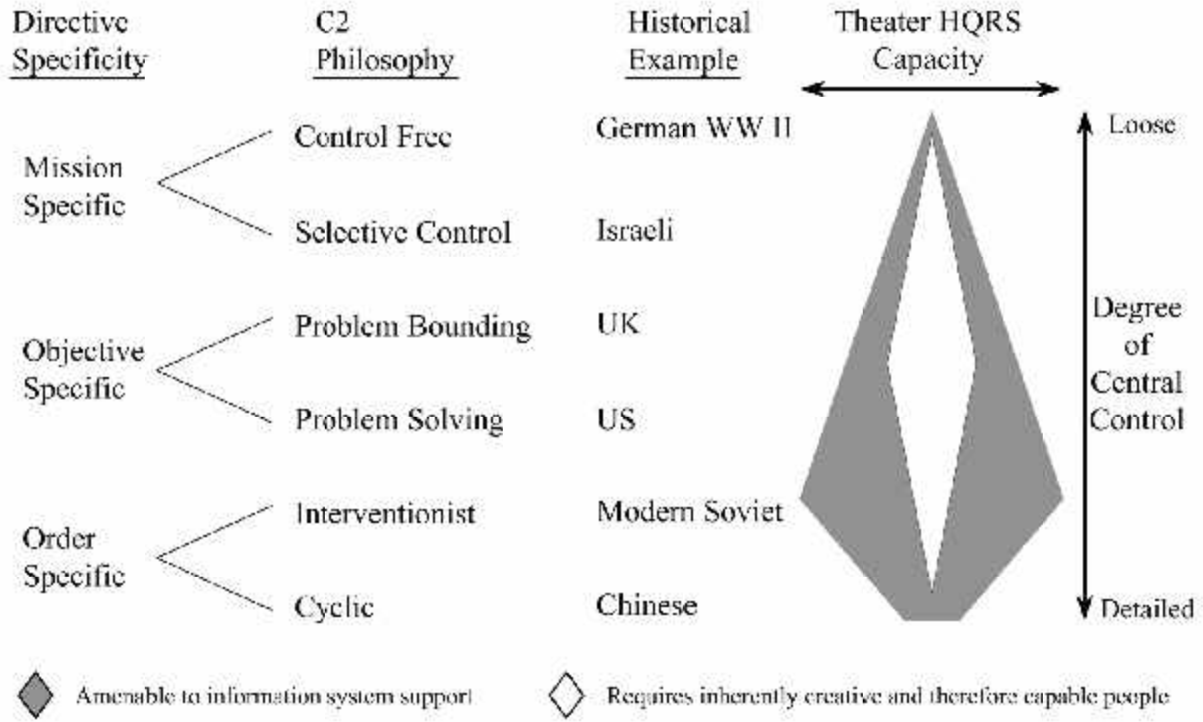 Directive
Specificity
C2
Philosophy
Historical
Example
Theater HQRS
Capacity
Mission
Specific
Control Free
German WW II
Selective Control
Israeli
Objective
Specific
Problem Bounding
UK
Problem Solving
US
Order
Specific
Interventionist
Modern Soviet
Cyclic
Chinese
Loose
Degree
of
Central
Control
Detailed
Amenable to information system support
Requires inherently creative and therefore capable people